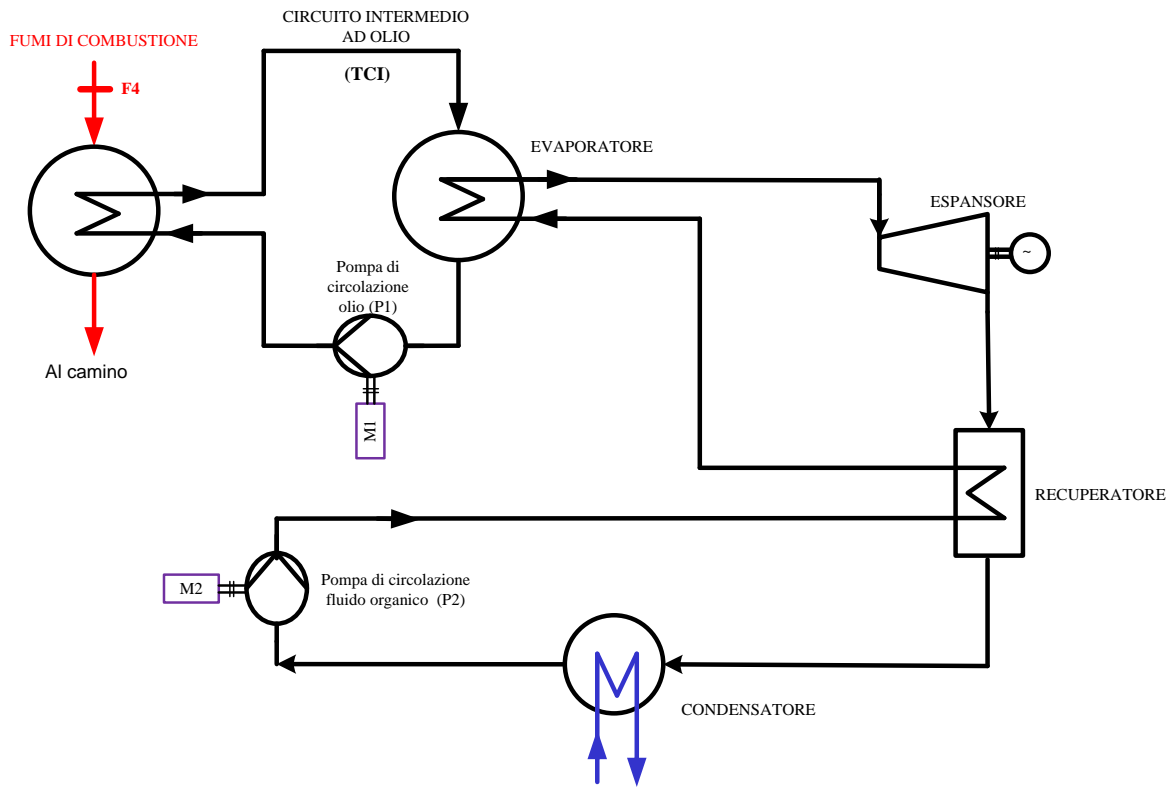 CIRCUITO INTERMEDIO
AD OLIO
(TCI)
FUMI DI COMBUSTIONE
F4
EVAPORATORE
ESPANSORE
~
Pompa di
circolazione
olio (P1)
Al camino
M1
RECUPERATORE
M2
Pompa di circolazione
fluido organico (P2)
CONDENSATORE